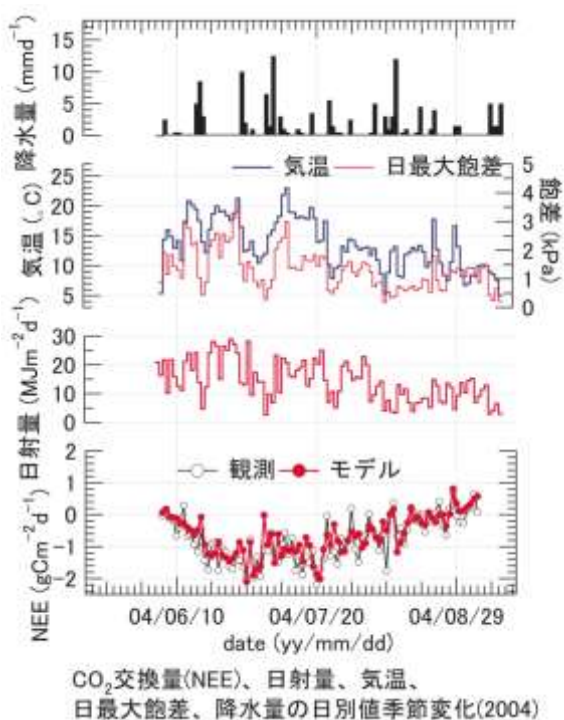 降水量 (mmd⁻¹)
15
10
5
0
気温 (。C)
25
20
15
10
5
気温 日最大飽差
5
4
3
2
1
0
飽差 (kPa)
日射量 (MJm⁻²d⁻¹)
30
20
10
0
NEE (gCm⁻²d⁻¹)
2
1
0
-1
-2
観測 モデル
04/06/10 04/07/20 04/08/29
date (yy/mm/dd)
CO₂交換量(NEE)、日射量、気温、
日最大飽差、降水量の日別値季節変化(2004)